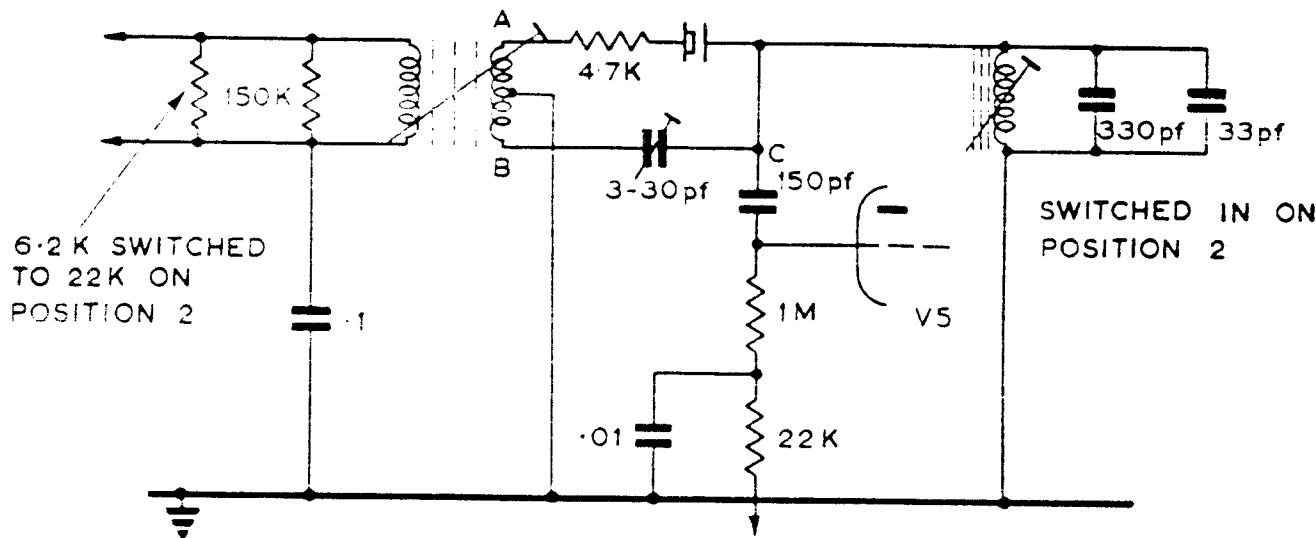 A
4·7K
150K
B
3-30pf
C
150pf
330pf
33pf
6·2K SWITCHED
TO 22K ON
POSITION 2
·1
SWITCHED IN ON
POSITION 2
1M
V5
·01
22K